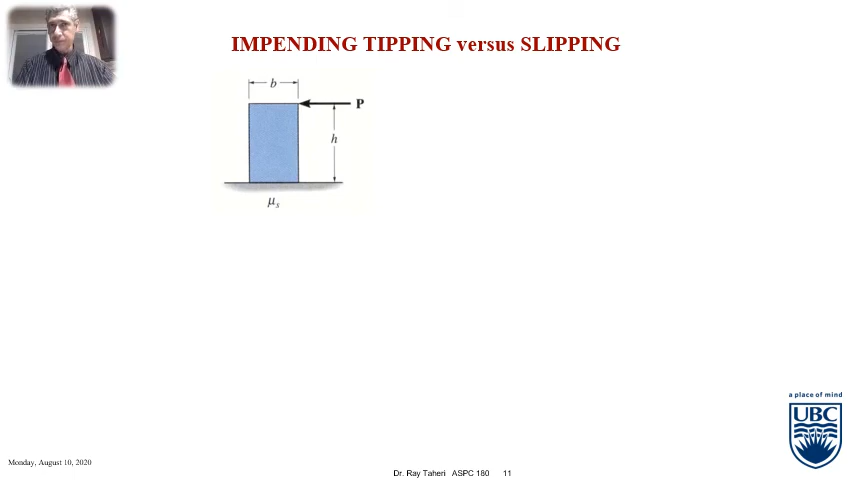 IMPENDING TIPPING versus SLIPPING
b
P
h
μs
a place of mind
UBC
Monday, August 10, 2020
Dr. Ray Taheri ASPC 180 11